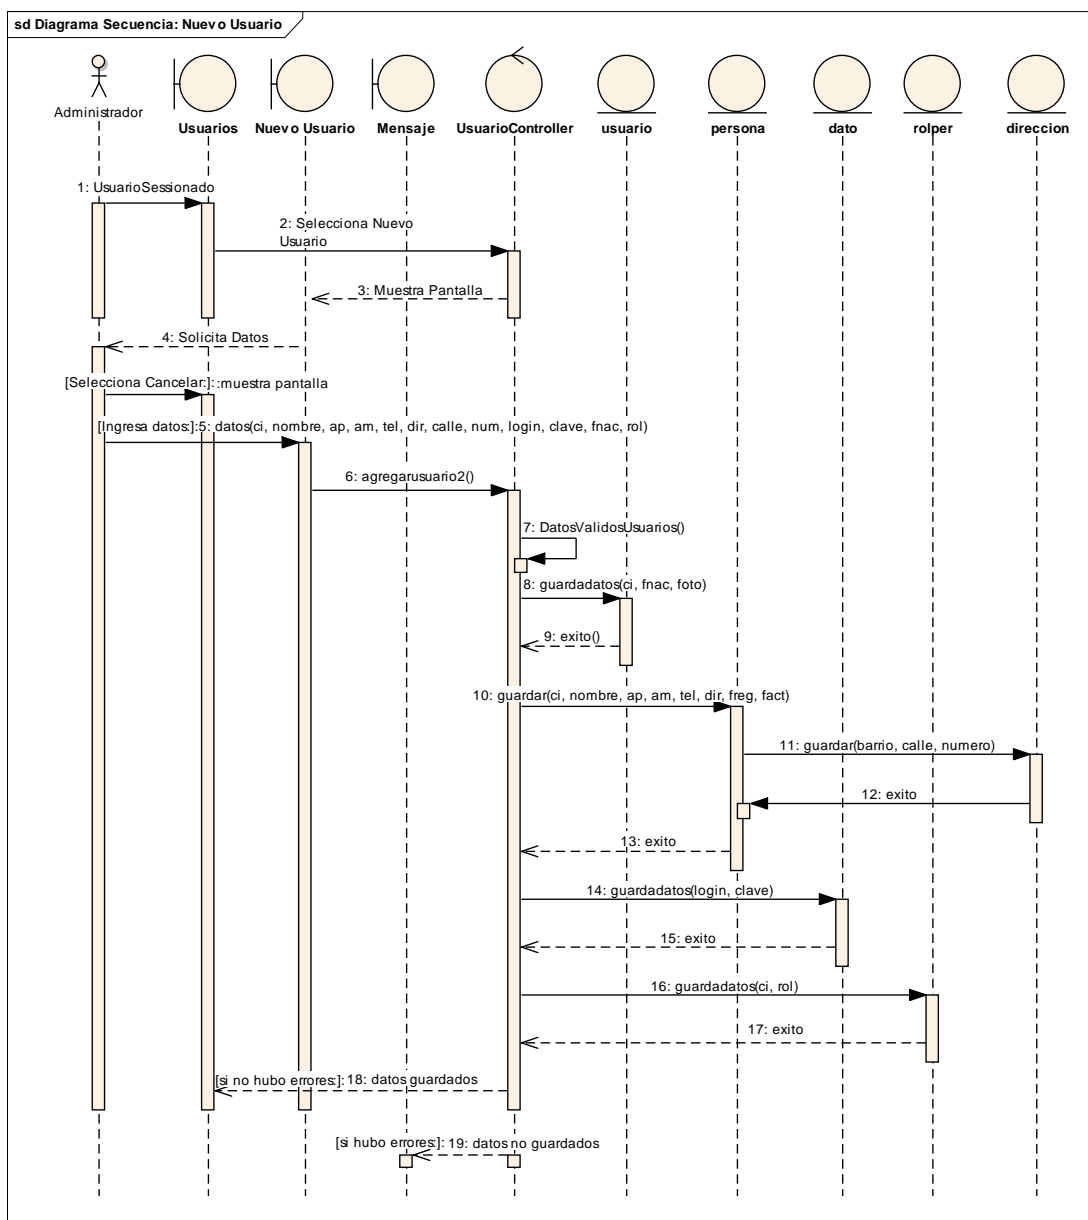 sd Diagrama Secuencia: Nuevo Usuario
Administrador
Usuarios
Nuevo Usuario
Mensaje
UsuarioController
usuario
persona
dato
rolper
direccion
1: UsuarioSessionado
2: Selecciona Nuevo
Usuario
3: Muestra Pantalla
4: Solicita Datos
[Selecciona Cancelar:]: :muestra pantalla
[Ingresa datos:]:5: datos(ci, nombre, ap, am, tel, dir, calle, num, login, clave, fnac, rol)
6: agregarusuario2()
7: DatosValidosUsuarios()
8: guardadatos(ci, fnac, foto)
9: exito()
10: guardar(ci, nombre, ap, am, tel, dir, freg, fact)
11: guardar(barrio, calle, numero)
12: exito
13: exito
14: guardadatos(login, clave)
15: exito
16: guardadatos(ci, rol)
17: exito
[si no hubo errores:]: 18: datos guardados
[si hubo errores:]: 19: datos no guardados